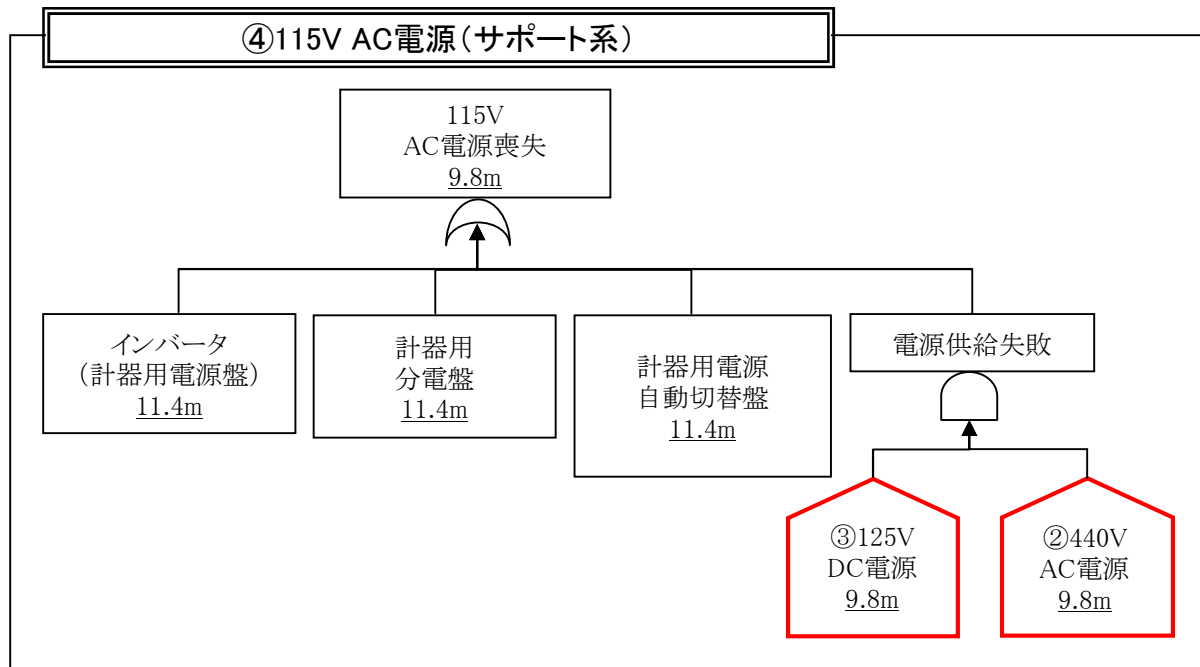 ④115V AC電源(サポート系)
115V
AC電源喪失
9.8m
インバータ
(計器用電源盤)
11.4m
計器用
分電盤
11.4m
計器用電源
自動切替盤
11.4m
電源供給失敗
③125V
DC電源
9.8m
②440V
AC電源
9.8m